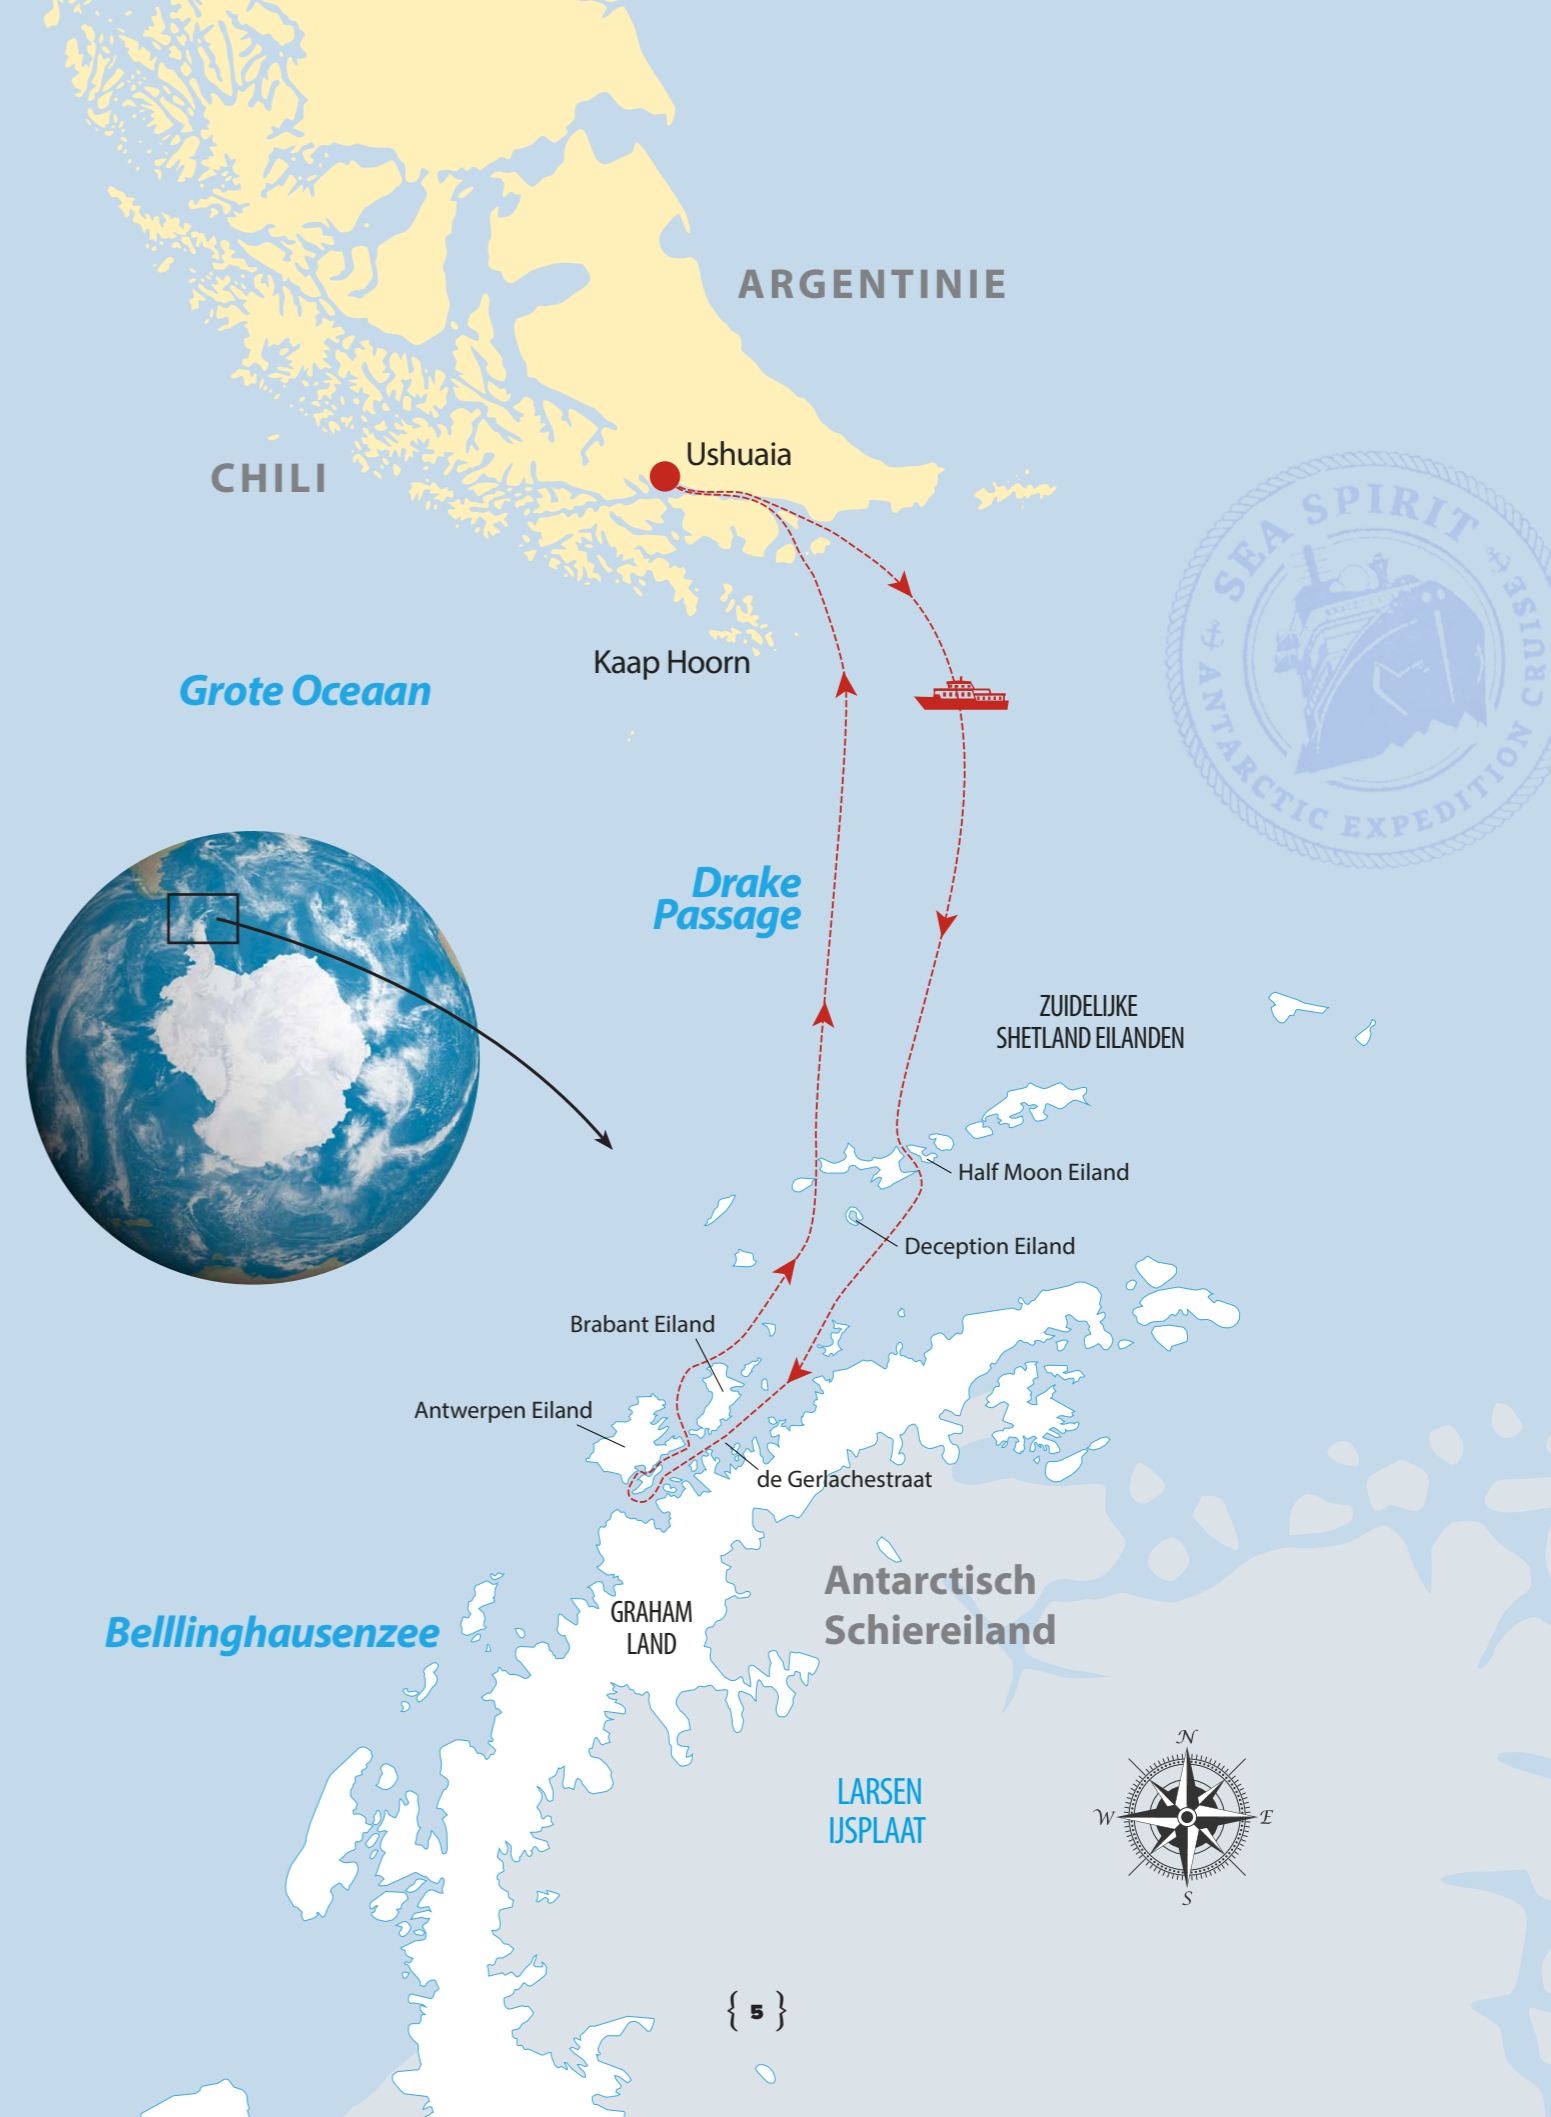 ARGENTINIE
Ushuaia
CHILI
SEA SPIRIT
ANTARCTIC EXPEDITION CRUISE
Kaap Hoorn
Grote Oceaan
Drake
Passage
ZUIDELIJKE
SHETLAND EILANDEN
Half Moon Eiland
Deception Eiland
Brabant Eiland
Antwerpen Eiland
de Gerlachestraat
Antarctisch
Schiereiland
GRAHAM
LAND
Belllinghausenzee
LARSEN
IJSPLAAT
N
W
E
S
{ 5 }